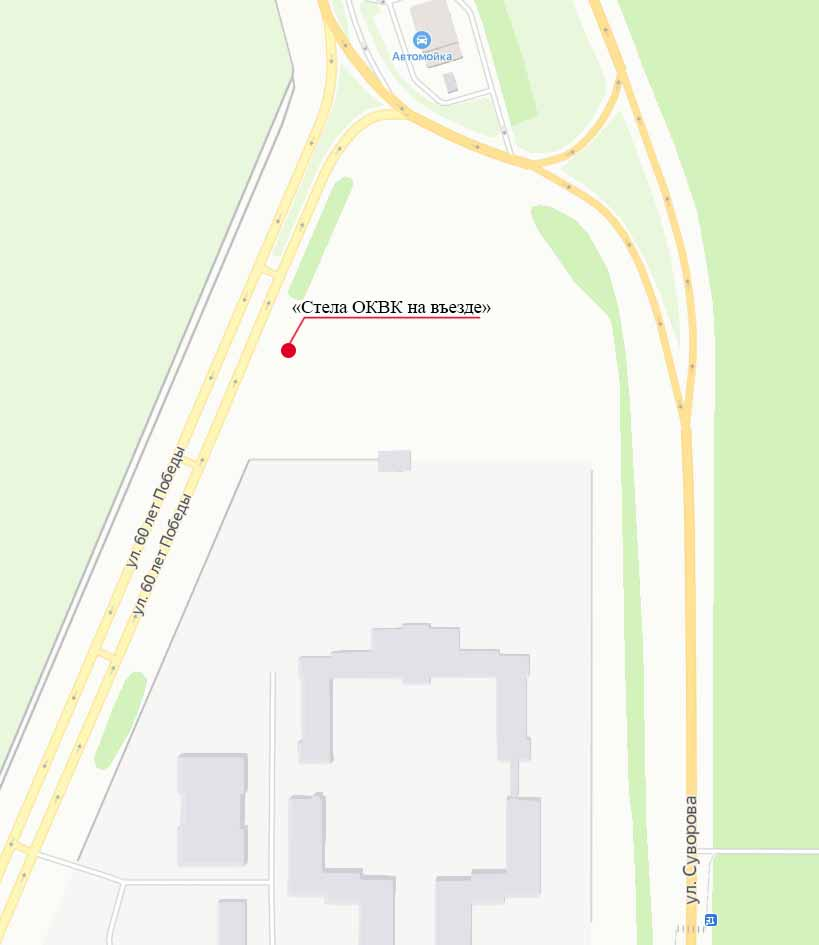 Автомойка
«Стела ОКВК на въезде»
ул. 60 лет Победы
ул. 60 лет Победы
ул. Суворова